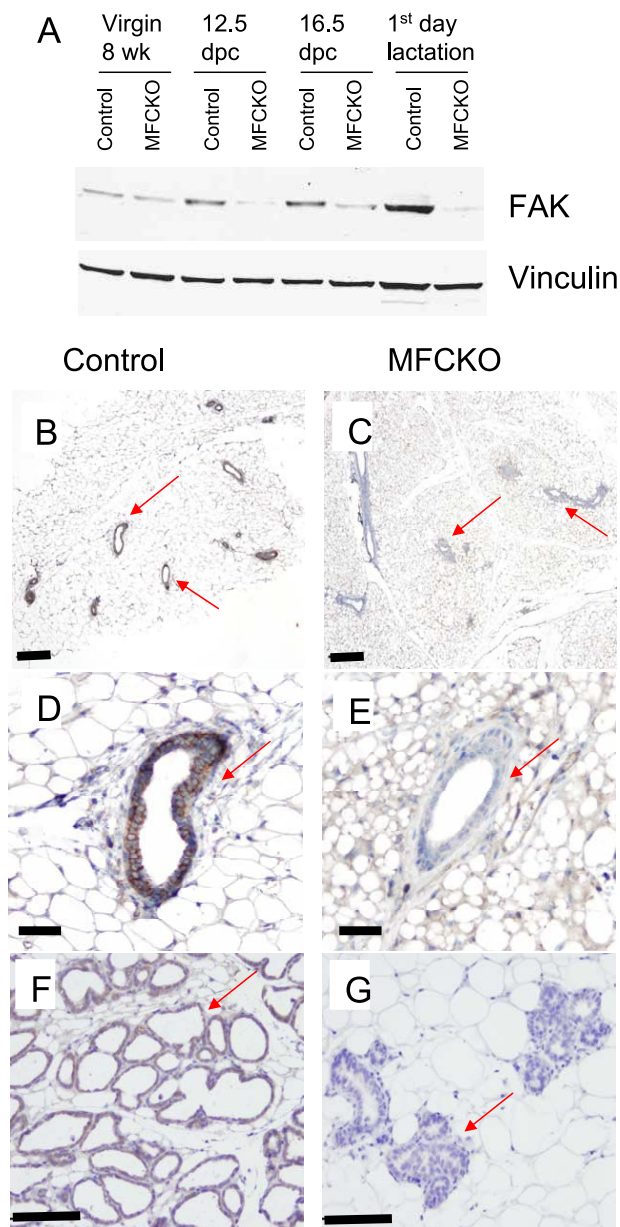 A
Virgin 12.5 16.5 1st day
8 wk dpc dpc lactation
Control MFCKO Control MFCKO Control MFCKO Control MFCKO
FAK
Vinculin
Control MFCKO
B C
D E
F G